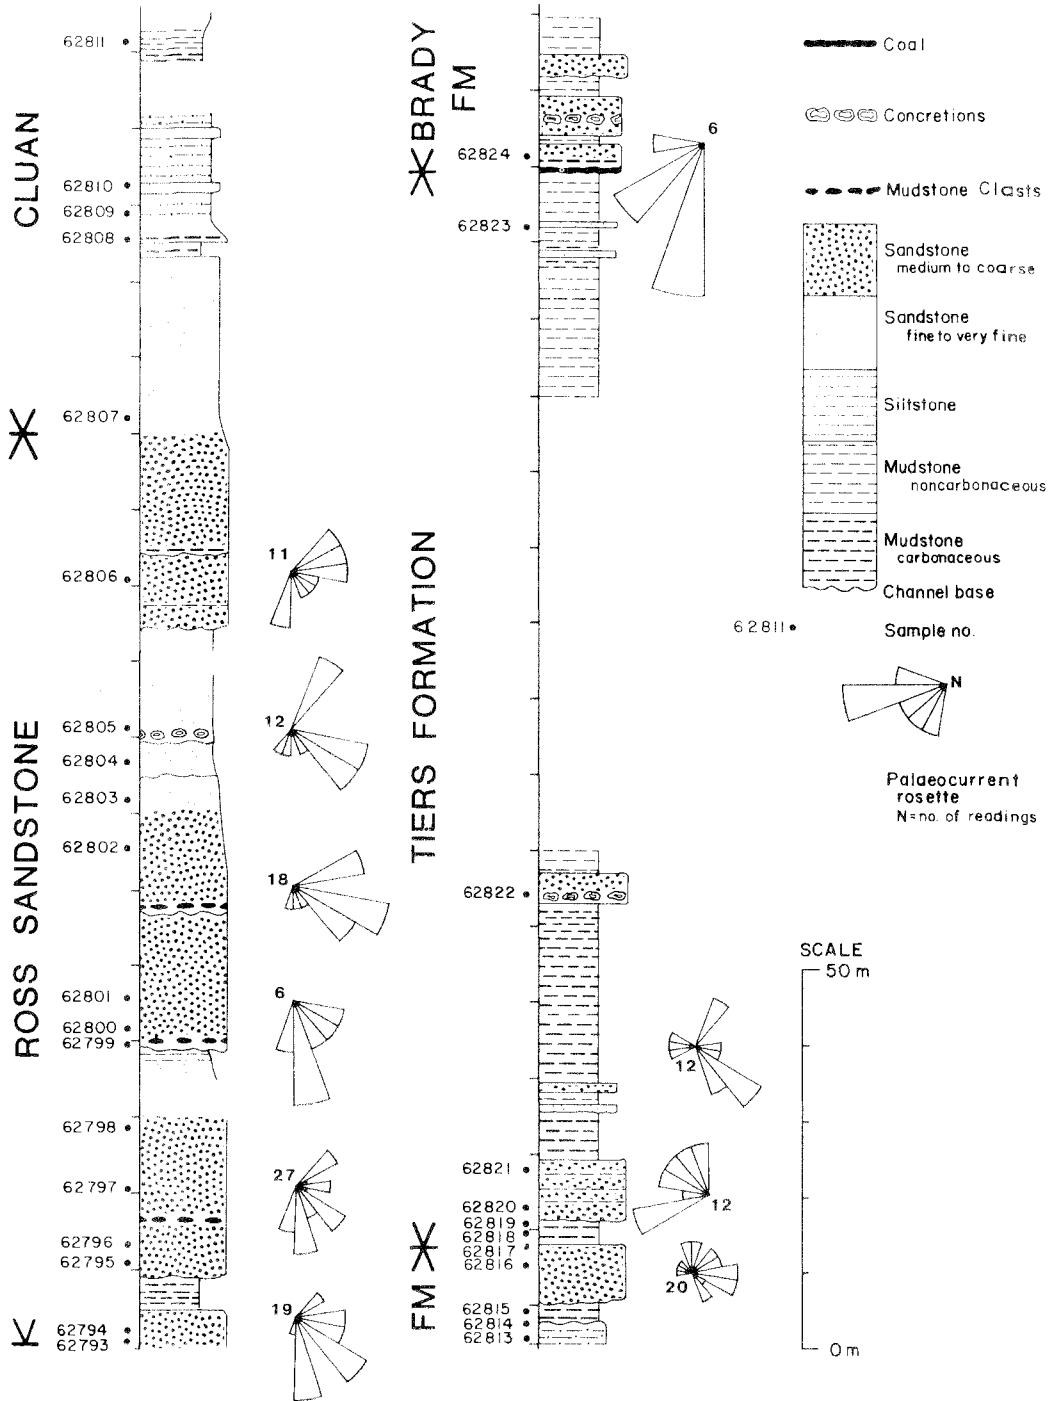 CLUAN
ROSS SANDSTONE
K
62811
62810
62809
62808
62807
62806
62805
62804
62803
62802
62801
62800
62799
62798
62797
62796
62795
62794
62793
11
12
18
6
27
19
BRADY
FM
TIERS FORMATION
FM
62824
62823
62822
62821
62820
62819
62818
62817
62816
62815
62814
62813
6
12
12
20
Coal
Concretions
Mudstone Clasts
Sandstone
medium to coarse
Sandstone
fine to very fine
Siltstone
Mudstone
noncarbonaceous
Mudstone
carbonaceous
Channel base
62811 Sample no.
N
Palaeocurrent
rosette
N=no. of readings
SCALE
50 m
0 m